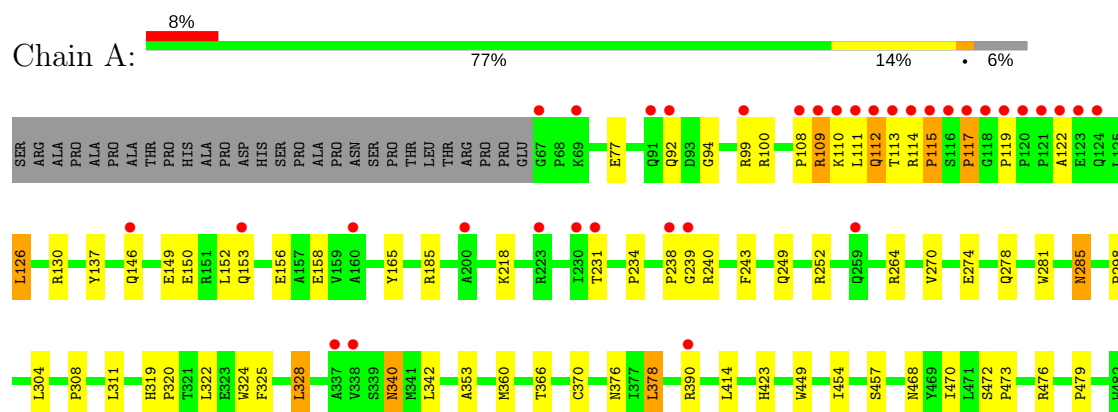 8%
Chain A:
77% 14% • 6%
SER ARG ALA PRO ALA PRO ALA THR PRO HIS ALA PRO ASP HIS SER PRO ALA PRO ASN SER PRO THR LEU THR ARG PRO PRO GLU G67 P68 K69 E77 Q91 Q92 D93 G94 R99 R100 P108 R109 K110 L111 Q112 T113 R114 P115 S116 P117 G118 P119 P120 P121 A122 E123 Q124 L125
L126 R130 Y137 Q146 E149 E150 R151 L152 Q153 E156 A157 E158 V159 A160 Y165 R185 A200 K218 R223 I230 T231 P234 P238 G239 R240 F243 Q249 R252 Q259 R264 V270 E274 Q278 W281 N285
L304 P308 L311 H319 P320 T321 L322 E323 W324 F325 L328 A337 V338 S339 N340 M341 L342 A353 M360 T366 C370 N376 I377 L378 R390 L414 H423 W449 I454 S457 N468 Y469 I470 L471 S472 P473 R476 P479